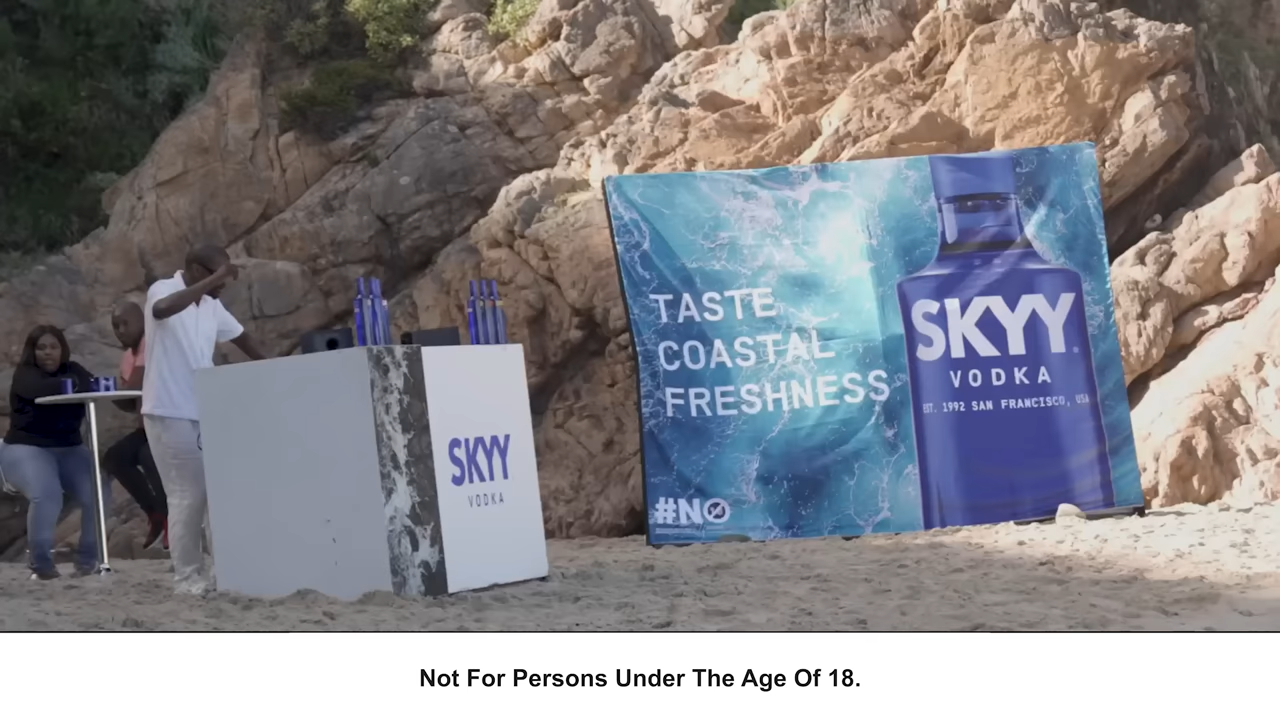 TASTE
COASTAL
FRESHNESS
SKYY
VODKA
EST. 1992 SAN FRANCISCO, USA
#NO
SKYY
VODKA
Not For Persons Under The Age Of 18.